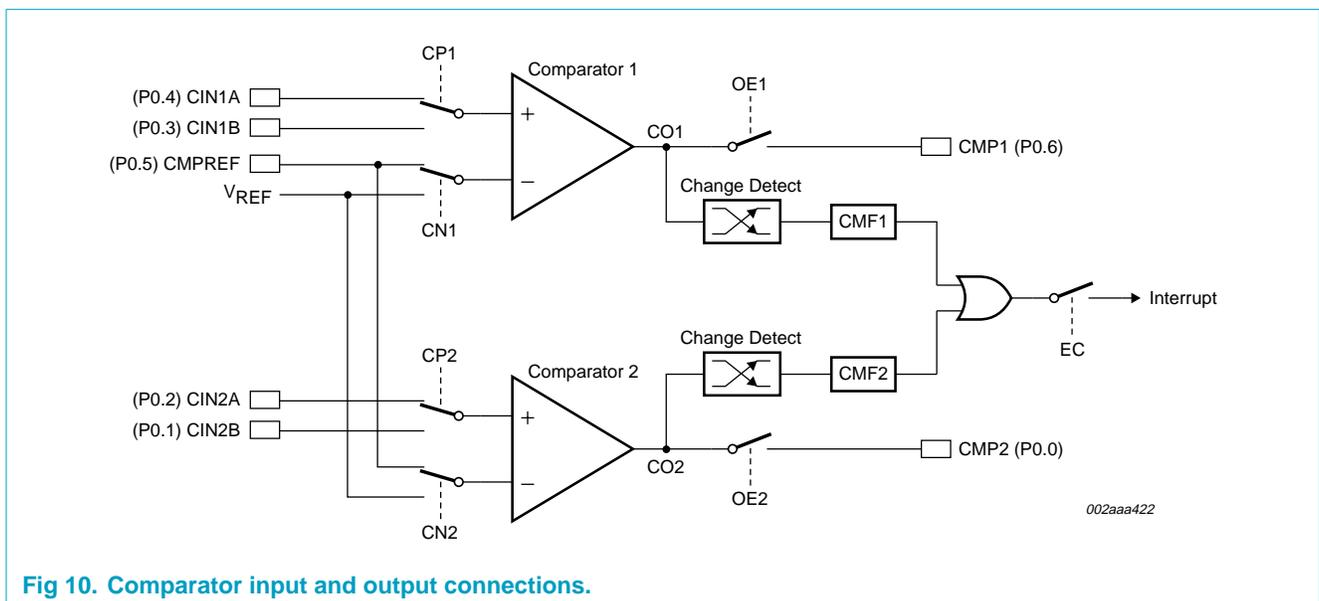 CP1
Comparator 1
OE1
(P0.4) CIN1A
+
(P0.3) CIN1B
CO1
CMP1 (P0.6)
(P0.5) CMPREF
−
Change Detect
VREF
CN1
CMF1
Interrupt
EC
Change Detect
CP2
Comparator 2
CMF2
(P0.2) CIN2A
+
(P0.1) CIN2B
CMP2 (P0.0)
CO2
−
OE2
CN2
002aaa422
Fig 10. Comparator input and output connections.